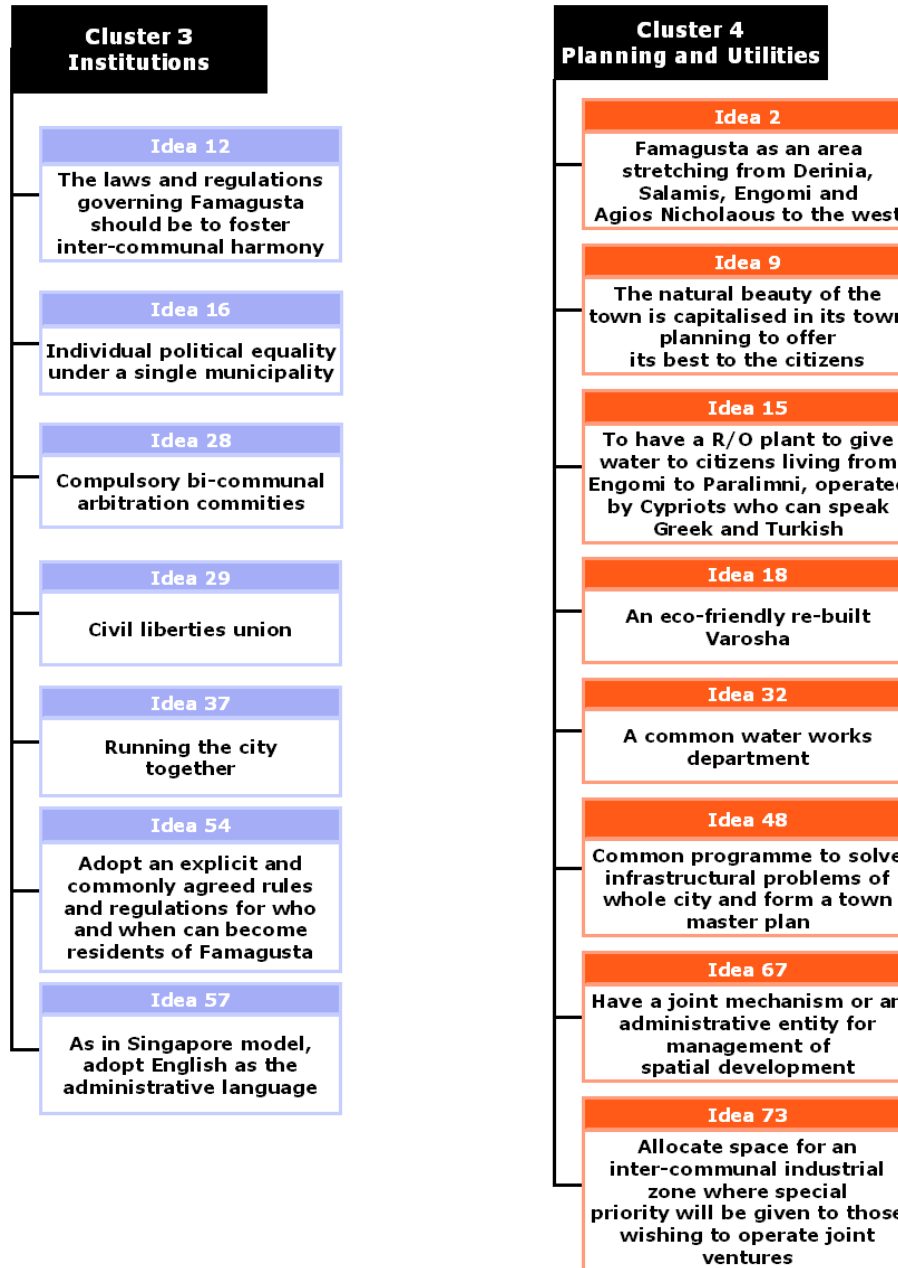 Cluster 3
Institutions
Idea 12
The laws and regulations
governing Famagusta
should be to foster
inter-communal harmony
Idea 16
Individual political equality
under a single municipality
Idea 28
Compulsory bi-communal
arbitration commities
Idea 29
Civil liberties union
Idea 37
Running the city
together
Idea 54
Adopt an explicit and
commonly agreed rules
and regulations for who
and when can become
residents of Famagusta
Idea 57
As in Singapore model,
adopt English as the
administrative language
Cluster 4
Planning and Utilities
Idea 2
Famagusta as an area
stretching from Derinia,
Salamis, Engomi and
Agios Nicholaous to the west
Idea 9
The natural beauty of the
town is capitalised in its town
planning to offer
its best to the citizens
Idea 15
To have a R/O plant to give
water to citizens living from
Engomi to Paralimni, operated
by Cypriots who can speak
Greek and Turkish
Idea 18
An eco-friendly re-built
Varosha
Idea 32
A common water works
department
Idea 48
Common programme to solve
infrastructural problems of
whole city and form a town
master plan
Idea 67
Have a joint mechanism or an
administrative entity for
management of
spatial development
Idea 73
Allocate space for an
inter-communal industrial
zone where special
priority will be given to those
wishing to operate joint
ventures